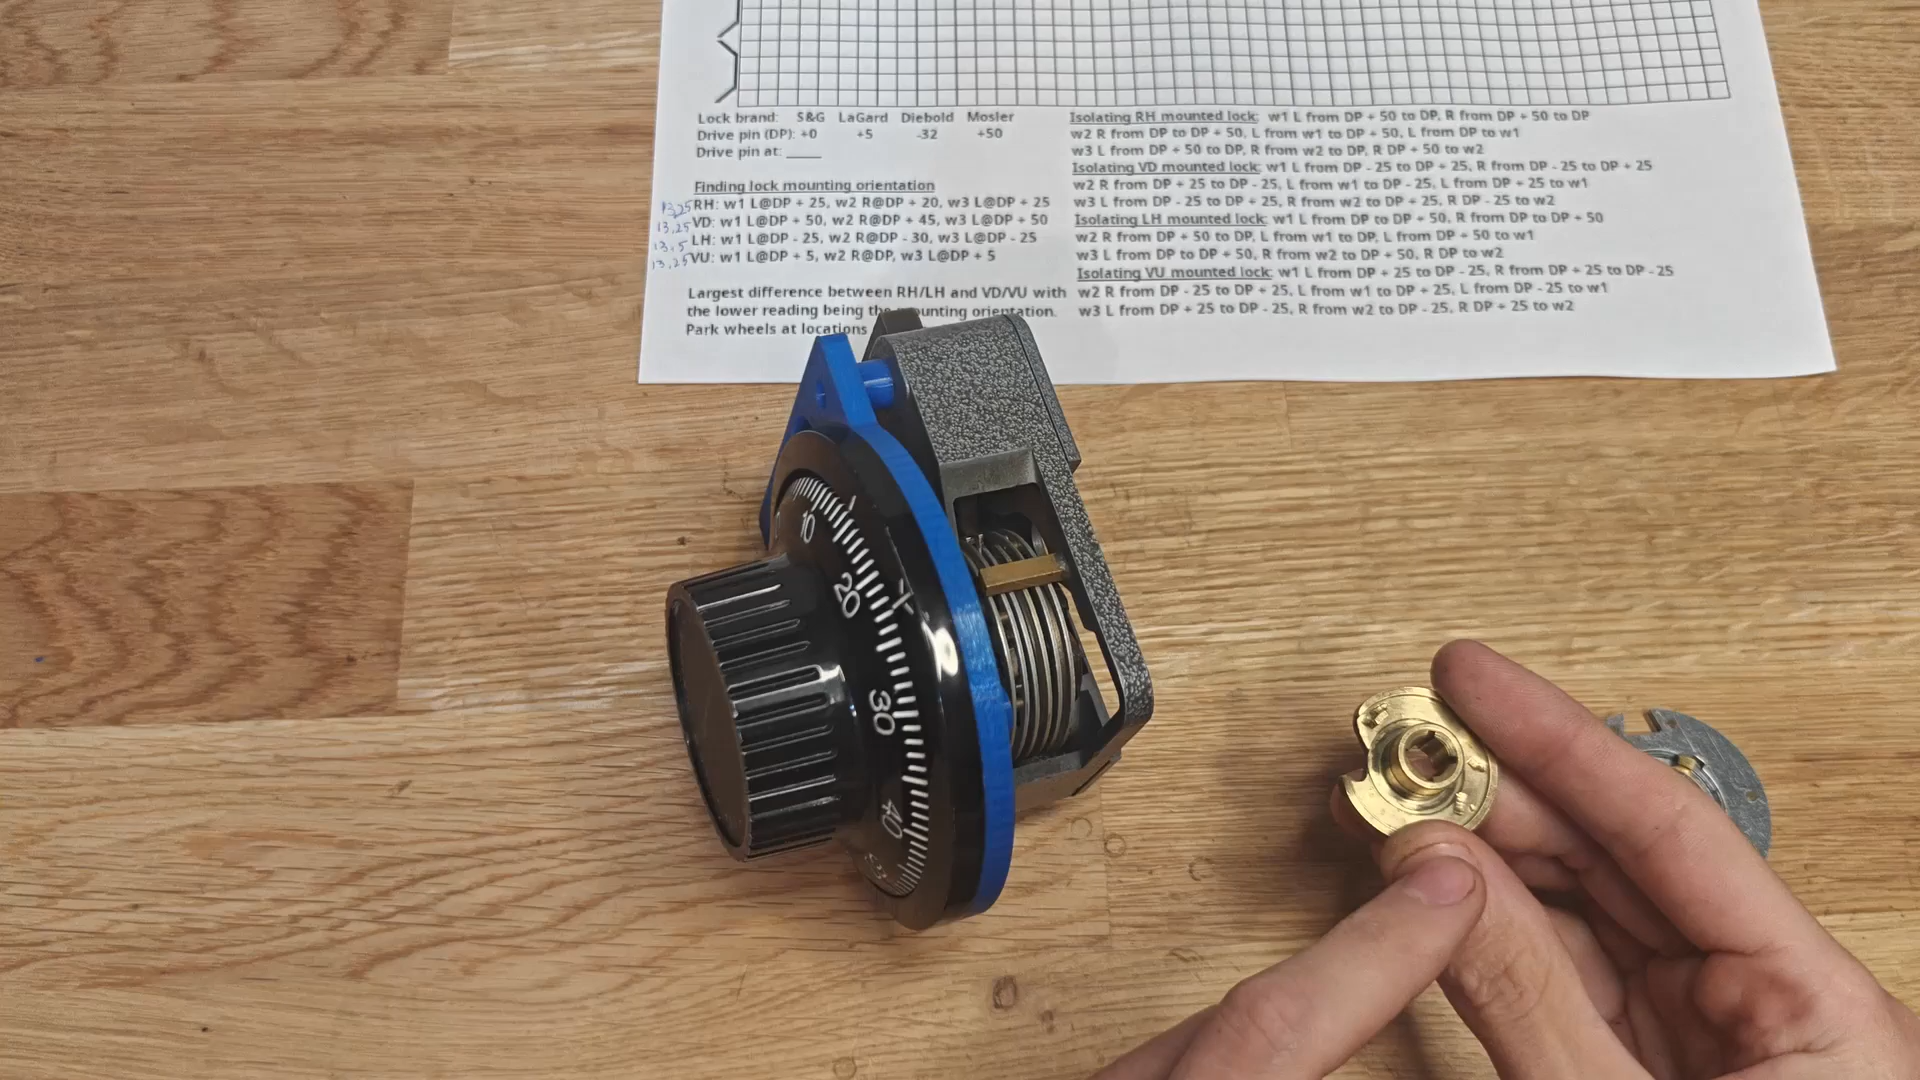 Lock brand: S&G LaGard Diebold Mosler
Drive pin (DP): +0 +5 -32 +50
Drive pin at: ____
Finding lock mounting orientation
13,25 RH: w1 L@DP + 25, w2 R@DP + 20, w3 L@DP + 25
13,25 VD: w1 L@DP + 50, w2 R@DP + 45, w3 L@DP + 50
13,5 LH: w1 L@DP - 25, w2 R@DP - 30, w3 L@DP - 25
13,25 VU: w1 L@DP + 5, w2 R@DP, w3 L@DP + 5
Largest difference between RH/LH and VD/VU with
the lower reading being the mounting orientation.
Park wheels at locations
Isolating RH mounted lock: w1 L from DP + 50 to DP, R from DP + 50 to DP
w2 R from DP to DP + 50, L from w1 to DP + 50, L from DP to w1
w3 L from DP + 50 to DP, R from w2 to DP, R DP + 50 to w2
Isolating VD mounted lock: w1 L from DP - 25 to DP + 25, R from DP - 25 to DP + 25
w2 R from DP + 25 to DP - 25, L from w1 to DP - 25, L from DP + 25 to w1
w3 L from DP - 25 to DP + 25, R from w2 to DP + 25, R DP - 25 to w2
Isolating LH mounted lock: w1 L from DP to DP + 50, R from DP to DP + 50
w2 R from DP + 50 to DP, L from w1 to DP, L from DP + 50 to w1
w3 L from DP to DP + 50, R from w2 to DP + 50, R DP to w2
Isolating VU mounted lock: w1 L from DP + 25 to DP - 25, R from DP + 25 to DP - 25
w2 R from DP - 25 to DP + 25, L from w1 to DP + 25, L from DP - 25 to w1
w3 L from DP + 25 to DP - 25, R from w2 to DP - 25, R DP + 25 to w2
10
20
30
40